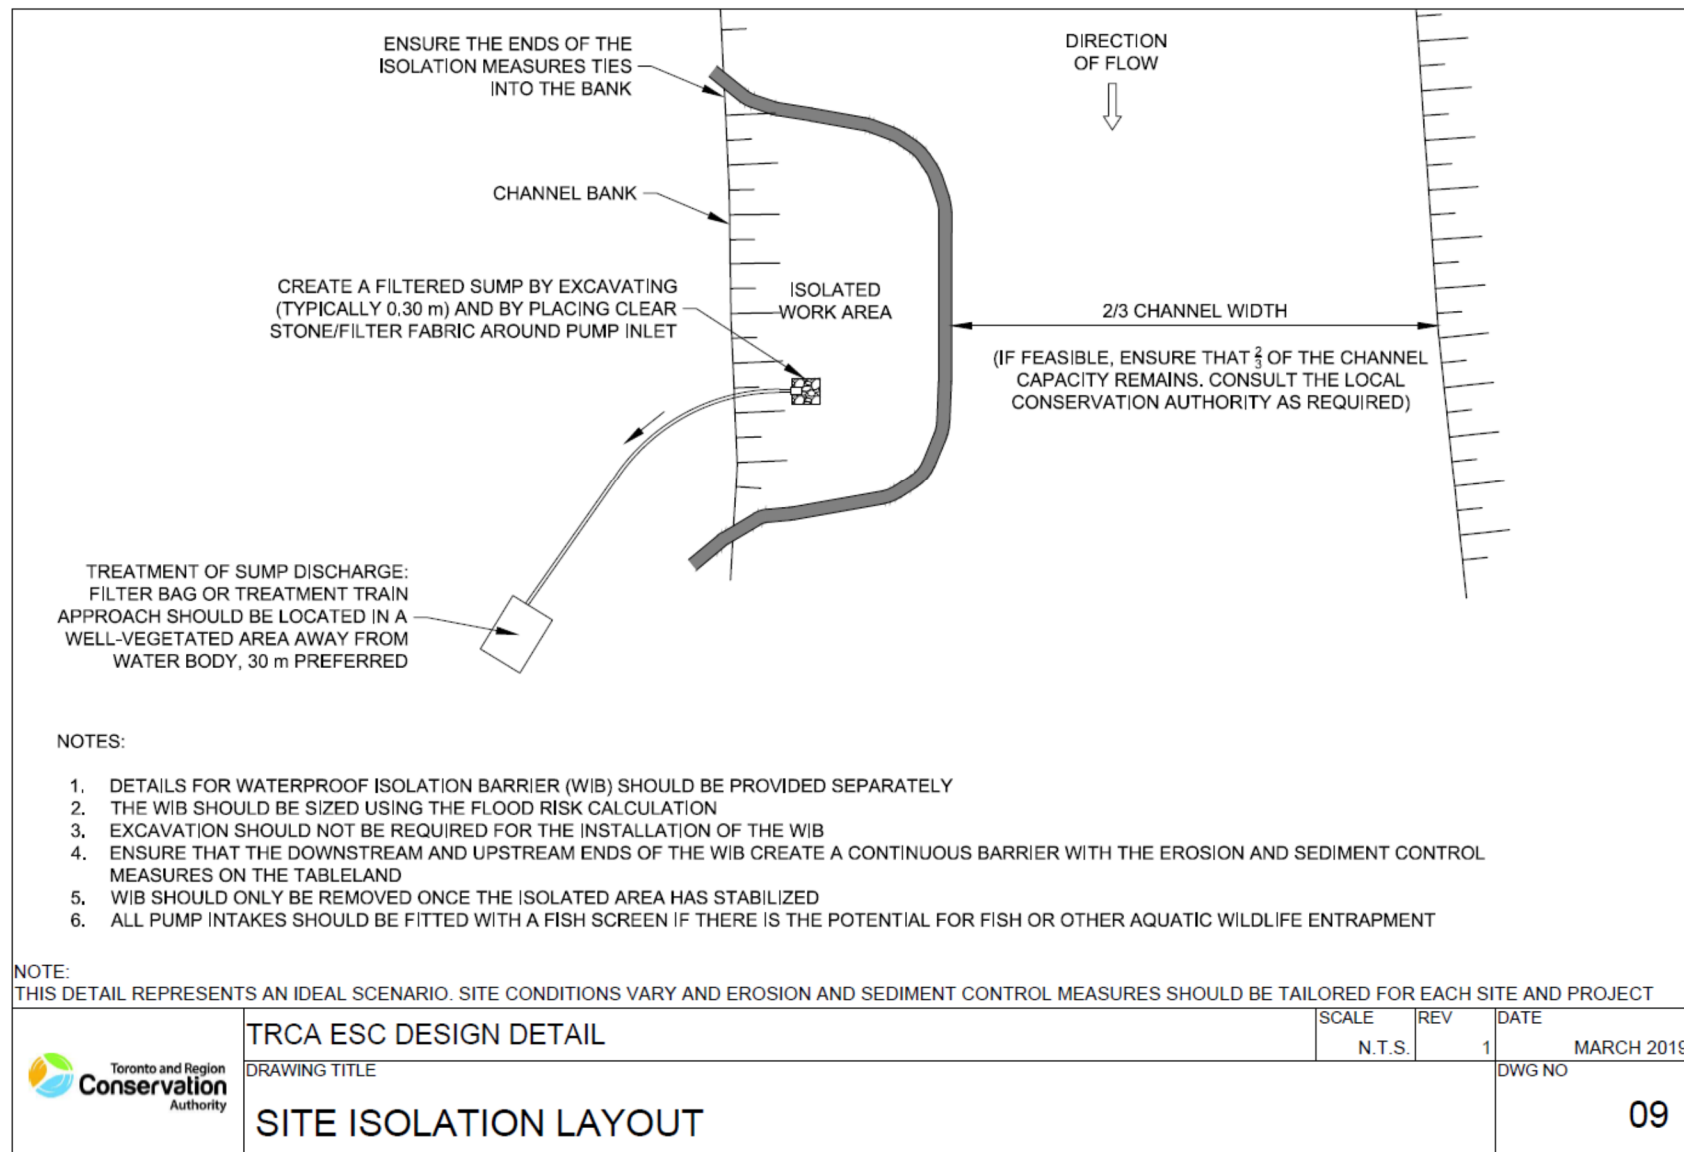 ENSURE THE ENDS OF THE
ISOLATION MEASURES TIES
INTO THE BANK
DIRECTION
OF FLOW
CHANNEL BANK
CREATE A FILTERED SUMP BY EXCAVATING
(TYPICALLY 0.30 m) AND BY PLACING CLEAR
STONE/FILTER FABRIC AROUND PUMP INLET
ISOLATED
WORK AREA
2/3 CHANNEL WIDTH
(IF FEASIBLE, ENSURE THAT 2/3 OF THE CHANNEL
CAPACITY REMAINS. CONSULT THE LOCAL
CONSERVATION AUTHORITY AS REQUIRED)
TREATMENT OF SUMP DISCHARGE:
FILTER BAG OR TREATMENT TRAIN
APPROACH SHOULD BE LOCATED IN A
WELL-VEGETATED AREA AWAY FROM
WATER BODY, 30 m PREFERRED
NOTES:
1. DETAILS FOR WATERPROOF ISOLATION BARRIER (WIB) SHOULD BE PROVIDED SEPARATELY
2. THE WIB SHOULD BE SIZED USING THE FLOOD RISK CALCULATION
3. EXCAVATION SHOULD NOT BE REQUIRED FOR THE INSTALLATION OF THE WIB
4. ENSURE THAT THE DOWNSTREAM AND UPSTREAM ENDS OF THE WIB CREATE A CONTINUOUS BARRIER WITH THE EROSION AND SEDIMENT CONTROL
MEASURES ON THE TABLELAND
5. WIB SHOULD ONLY BE REMOVED ONCE THE ISOLATED AREA HAS STABILIZED
6. ALL PUMP INTAKES SHOULD BE FITTED WITH A FISH SCREEN IF THERE IS THE POTENTIAL FOR FISH OR OTHER AQUATIC WILDLIFE ENTRAPMENT
NOTE:
THIS DETAIL REPRESENTS AN IDEAL SCENARIO. SITE CONDITIONS VARY AND EROSION AND SEDIMENT CONTROL MEASURES SHOULD BE TAILORED FOR EACH SITE AND PROJECT
Toronto and Region
Conservation
Authority
TRCA ESC DESIGN DETAIL
SCALE
N.T.S.
REV
1
DATE
MARCH 2019
DRAWING TITLE
SITE ISOLATION LAYOUT
DWG NO
09